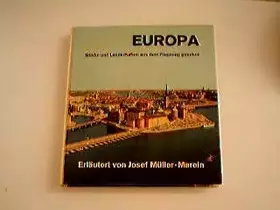 EUROPA
Städte und Landschaften aus dem Flugzeug gesehen
Erläutert von Josef Müller-Marein